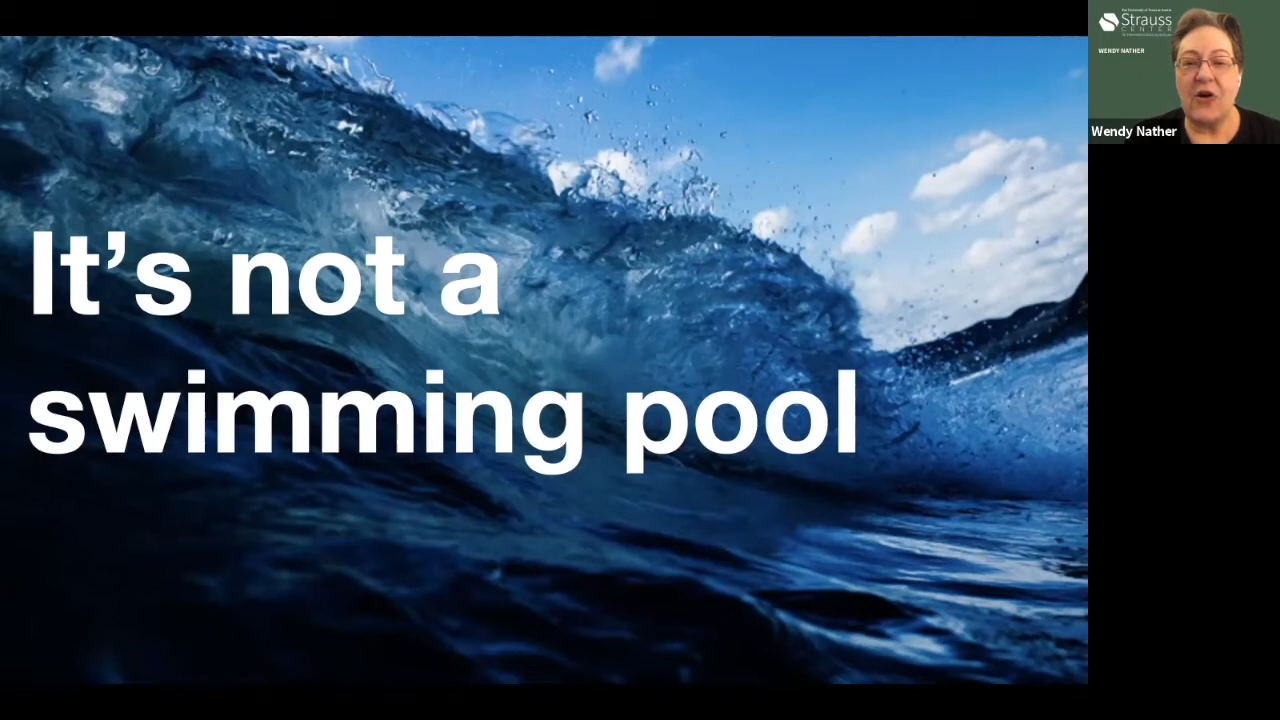 It's not a
swimming pool
Strauss
CENTER
WENDY NATHER
Wendy Nather